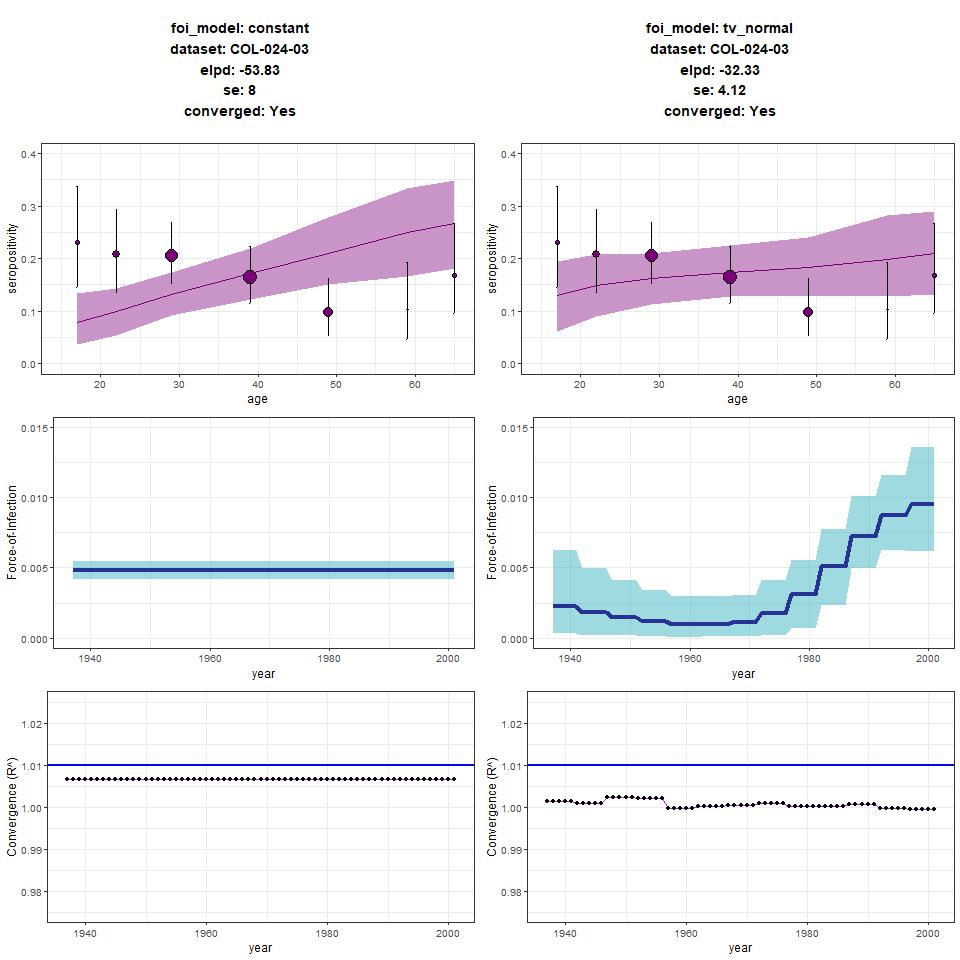 foi_model: constant
dataset: COL-024-03
elpd: -53.83
se: 8
converged: Yes
foi_model: tv_normal
dataset: COL-024-03
elpd: -32.33
se: 4.12
converged: Yes
seropositivity
0.4
0.3
0.2
0.1
0.0
20 30 40 50 60
age
seropositivity
0.4
0.3
0.2
0.1
0.0
20 30 40 50 60
age
Force-of-Infection
0.015
0.010
0.005
0.000
1940 1960 1980 2000
year
Force-of-Infection
0.015
0.010
0.005
0.000
1940 1960 1980 2000
year
Convergence (R^)
1.02
1.01
1.00
0.99
0.98
1940 1960 1980 2000
year
Convergence (R^)
1.02
1.01
1.00
0.99
0.98
1940 1960 1980 2000
year